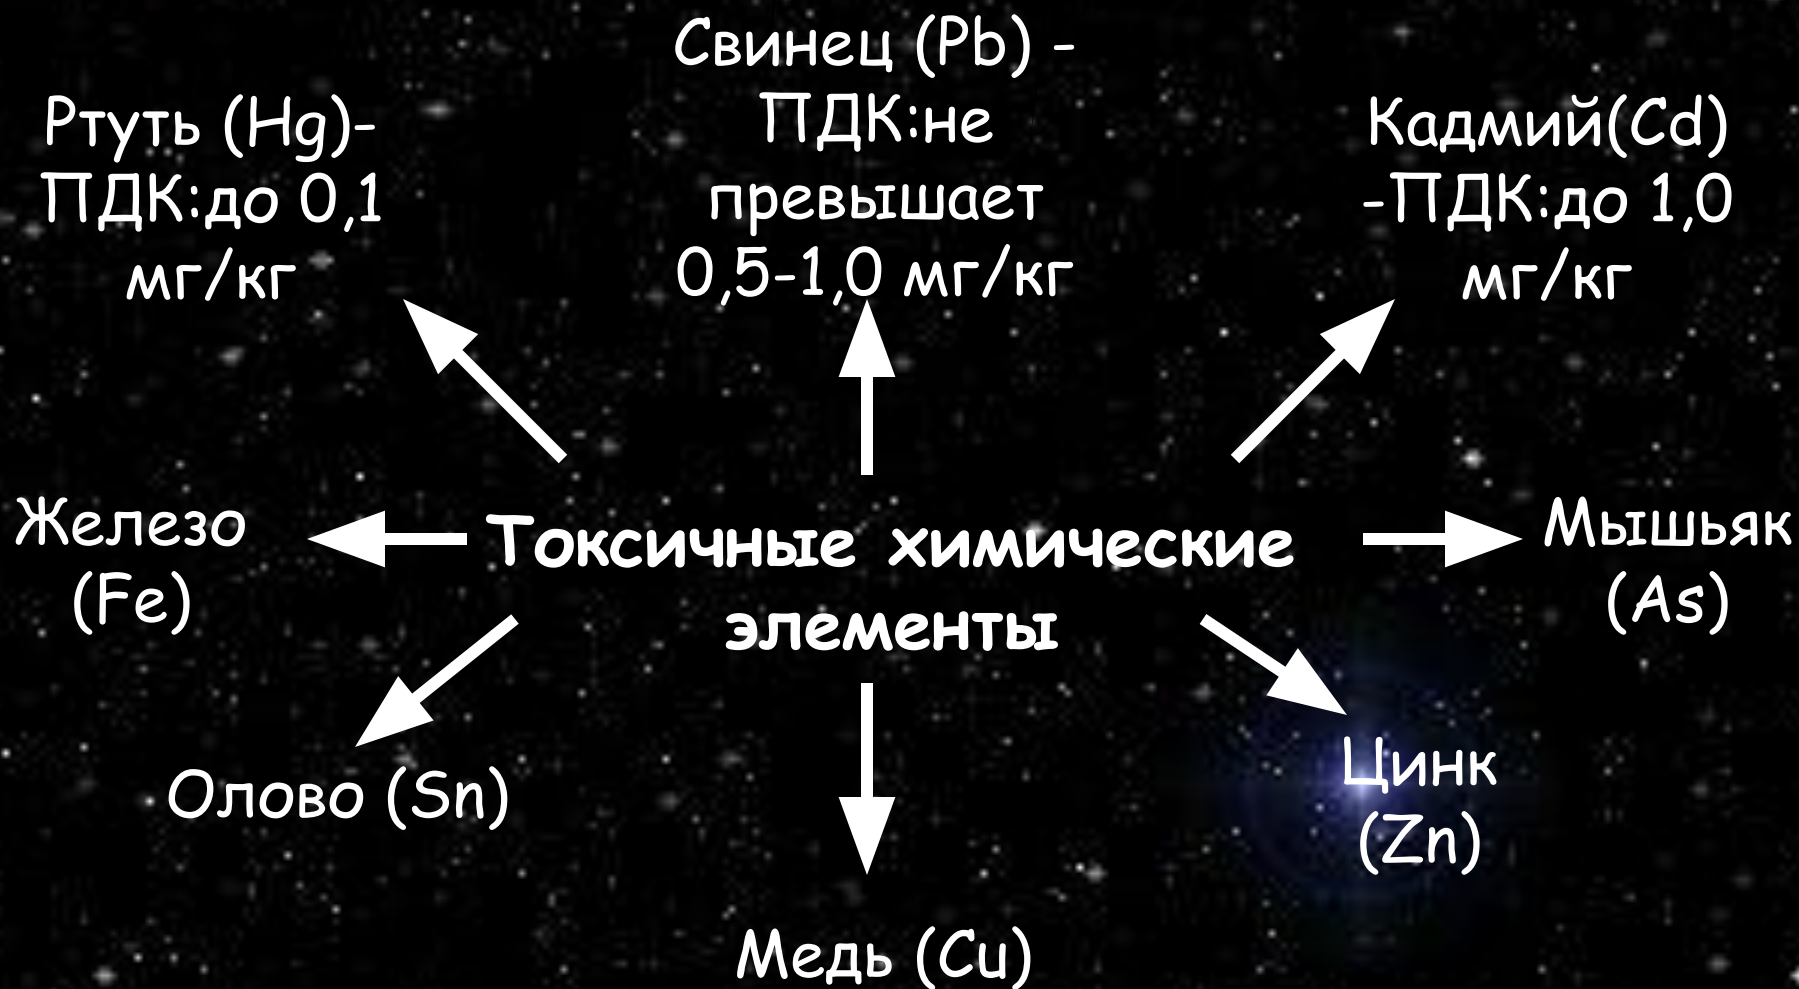 Свинец (Pb) -
ПДК:не
превышает
0,5-1,0 мг/кг
Ртуть (Hg)-
ПДК:до 0,1
мг/кг
Кадмий(Cd)
-ПДК:до 1,0
мг/кг
Железо
(Fe)
Токсичные химические
элементы
Мышьяк
(As)
Олово (Sn)
Цинк
(Zn)
Медь (Cu)